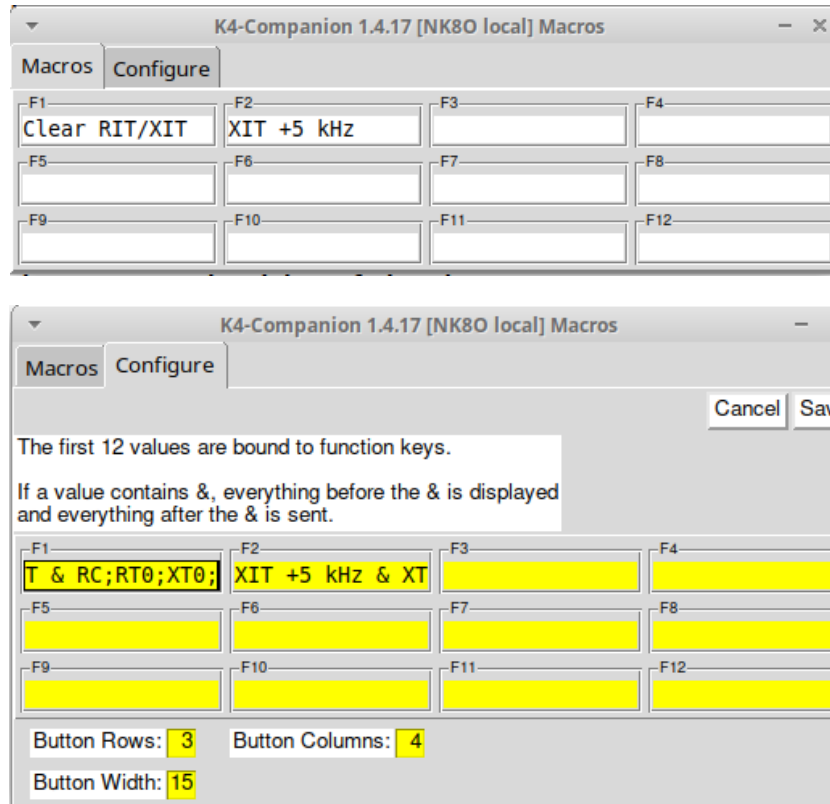 K4-Companion 1.4.17 [NK8O local] Macros
Macros Configure
F1 F2 F3 F4
Clear RIT/XIT XIT +5 kHz
F5 F6 F7 F8
F9 F10 F11 F12
K4-Companion 1.4.17 [NK8O local] Macros
Macros Configure
Cancel Sav
The first 12 values are bound to function keys.
If a value contains &, everything before the & is displayed
and everything after the & is sent.
F1 F2 F3 F4
T & RC;RT0;XT0; XIT +5 kHz & XT
F5 F6 F7 F8
F9 F10 F11 F12
Button Rows: 3 Button Columns: 4
Button Width: 15